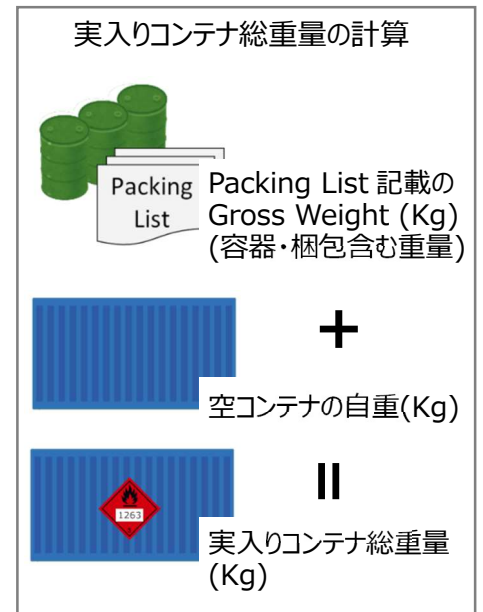 実入りコンテナ総重量の計算
Packing
List
Packing List 記載の
Gross Weight (Kg)
(容器・梱包含む重量)
+
空コンテナの自重(Kg)
=
1263
実入りコンテナ総重量
(Kg)